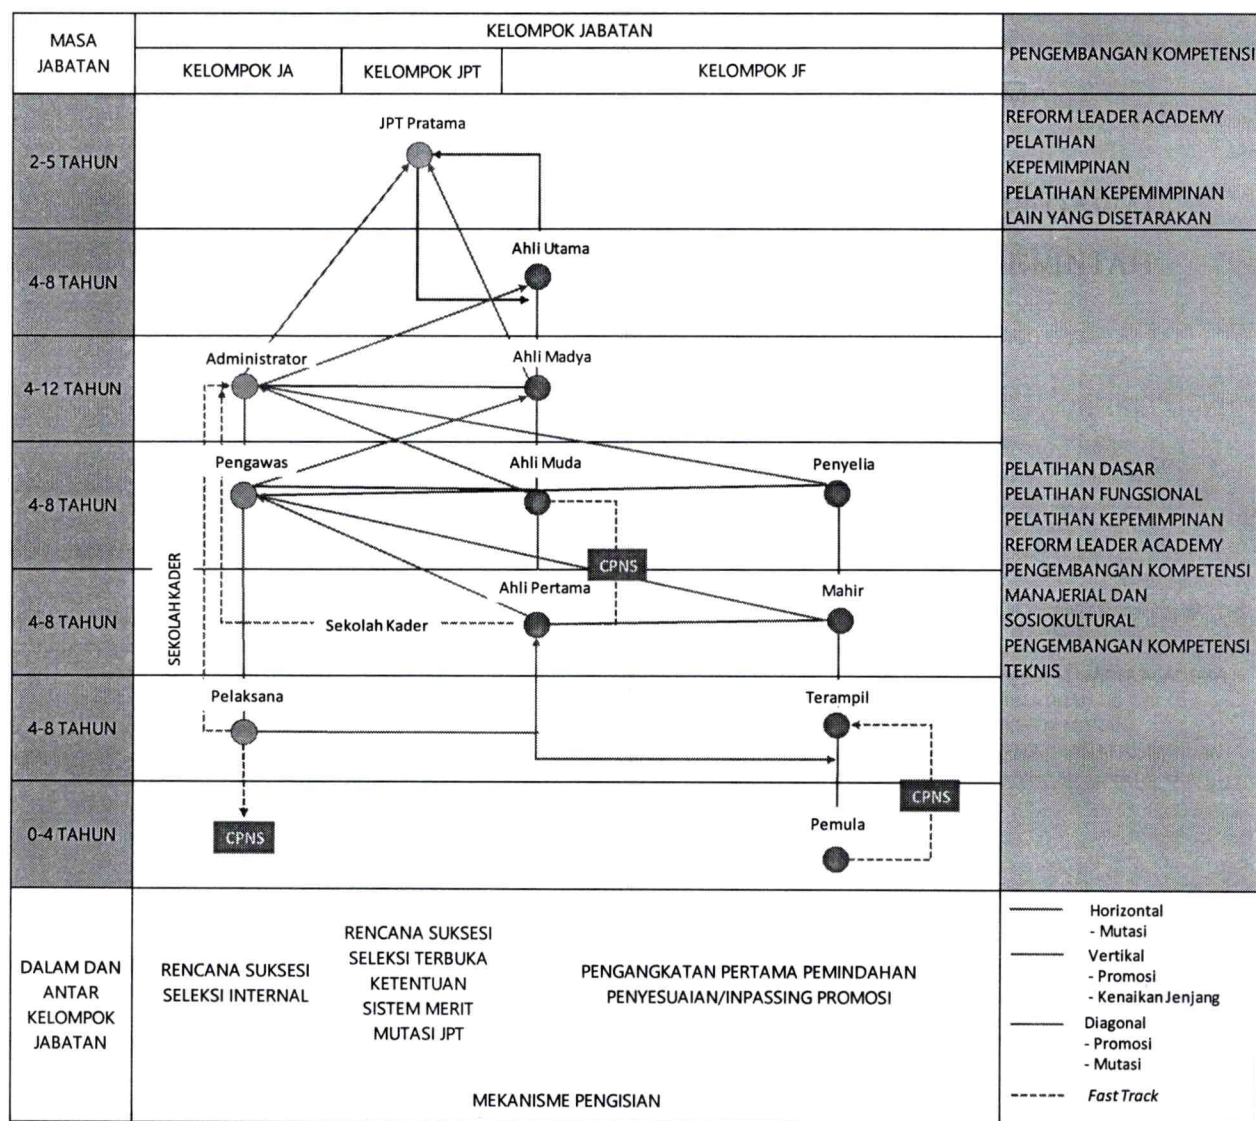 MASA
JABATAN
KELOMPOK JABATAN
KELOMPOK JA
KELOMPOK JPT
KELOMPOK JF
PENGEMBANGAN KOMPETENSI
2-5 TAHUN
JPT Pratama
REFORM LEADER ACADEMY
PELATIHAN
KEPEMIMPINAN
PELATIHAN KEPEMIMPINAN
LAIN YANG DISETARAKAN
4-8 TAHUN
Ahli Utama
4-12 TAHUN
Administrator
Ahli Madya
4-8 TAHUN
Pengawas
Ahli Muda
Penyelia
PELATIHAN DASAR
PELATIHAN FUNGSIONAL
PELATIHAN KEPEMIMPINAN
REFORM LEADER ACADEMY
PENGEMBANGAN KOMPETENSI
MANAJERIAL DAN
SOSIOKULTURAL
PENGEMBANGAN KOMPETENSI
TEKNIS
CPNS
4-8 TAHUN
SEKOLAH KADER
Sekolah Kader
Ahli Pertama
Mahir
4-8 TAHUN
Pelaksana
Terampil
CPNS
0-4 TAHUN
CPNS
Pemula
DALAM DAN
ANTAR
KELOMPOK
JABATAN
RENCANA SUKSESI
SELEKSI INTERNAL
RENCANA SUKSESI
SELEKSI TERBUKA
KETENTUAN
SISTEM MERIT
MUTASI JPT
PENGANGKATAN PERTAMA PEMINDAHAN
PENYESUAIAN/INPASSING PROMOSI
MEKANISME PENGISIAN
Horizontal
- Mutasi
Vertikal
- Promosi
- Kenaikan Jenjang
Diagonal
- Promosi
- Mutasi
Fast Track